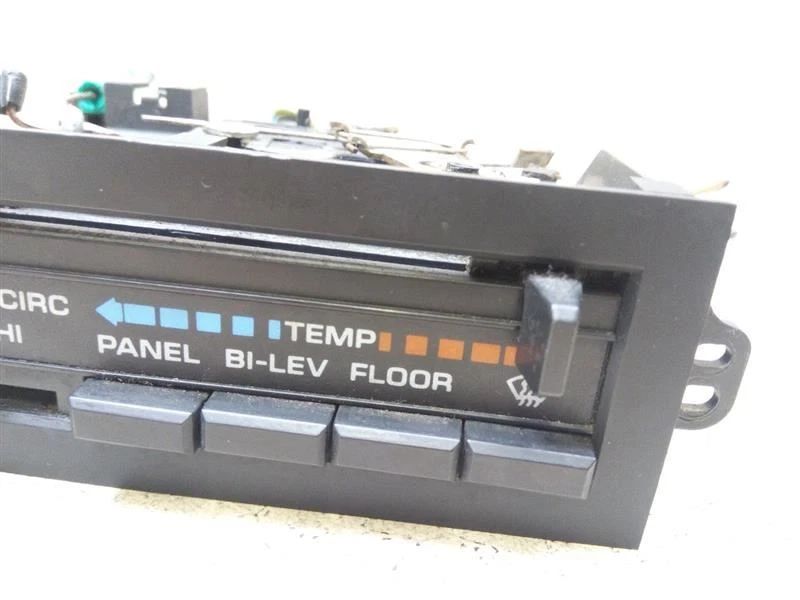 CIRC TEMP
HI PANEL BI-LEV FLOOR